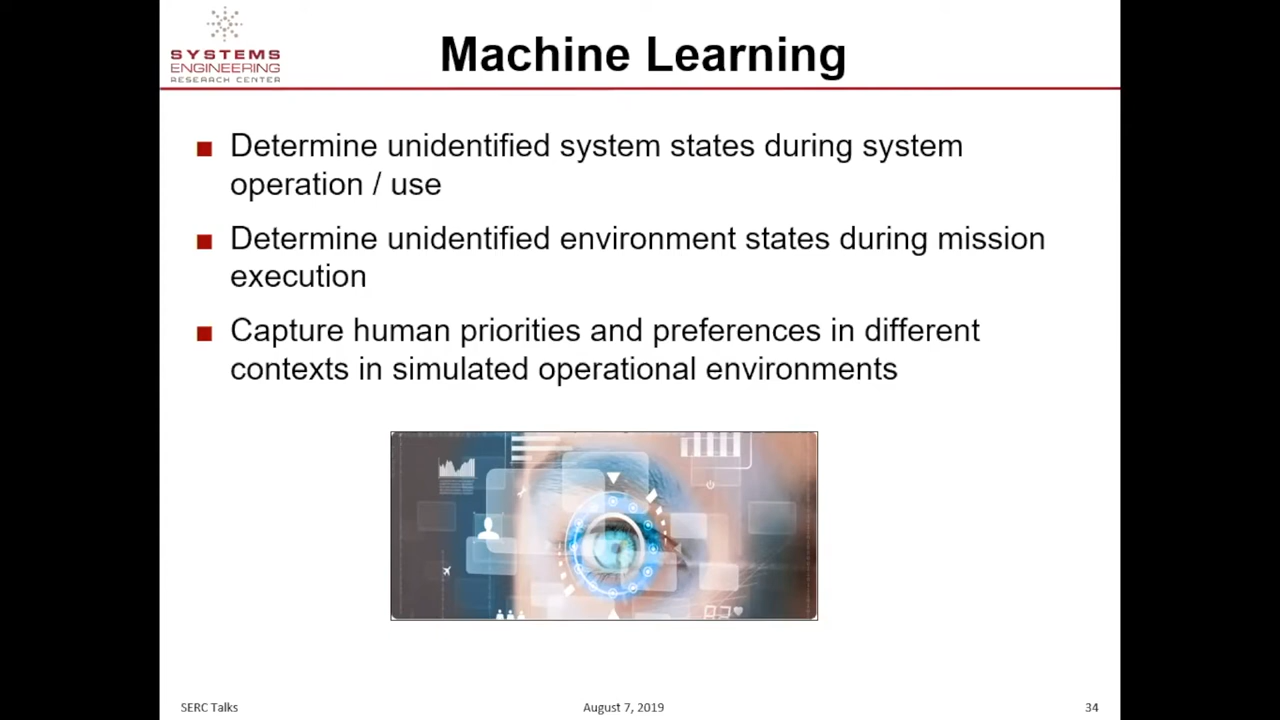 SYSTEMS
ENGINEERING
RESEARCH CENTER
Machine Learning
Determine unidentified system states during system
operation / use
Determine unidentified environment states during mission
execution
Capture human priorities and preferences in different
contexts in simulated operational environments
SERC Talks
August 7, 2019
34